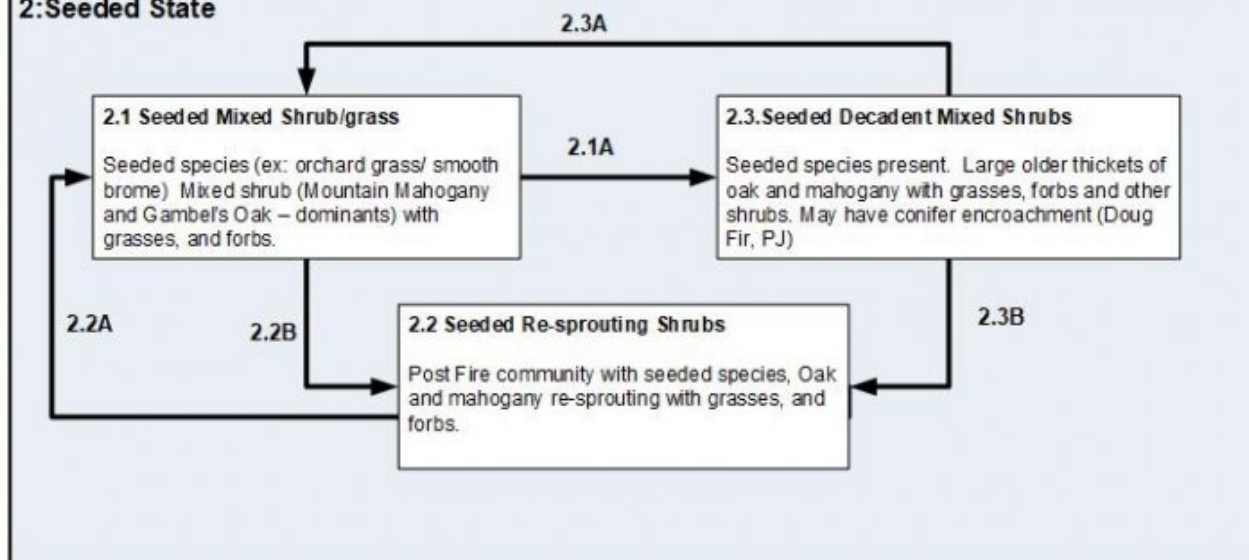 2:Seeded State
2.3A
2.1 Seeded Mixed Shrub/grass
Seeded species (ex: orchard grass/ smooth
brome) Mixed shrub (Mountain Mahogany
and Gambel's Oak – dominants) with
grasses, and forbs.
2.1A
2.3.Seeded Decadent Mixed Shrubs
Seeded species present. Large older thickets of
oak and mahogany with grasses, forbs and other
shrubs. May have conifer encroachment (Doug
Fir, PJ)
2.2A
2.2B
2.2 Seeded Re-sprouting Shrubs
Post Fire community with seeded species, Oak
and mahogany re-sprouting with grasses, and
forbs.
2.3B